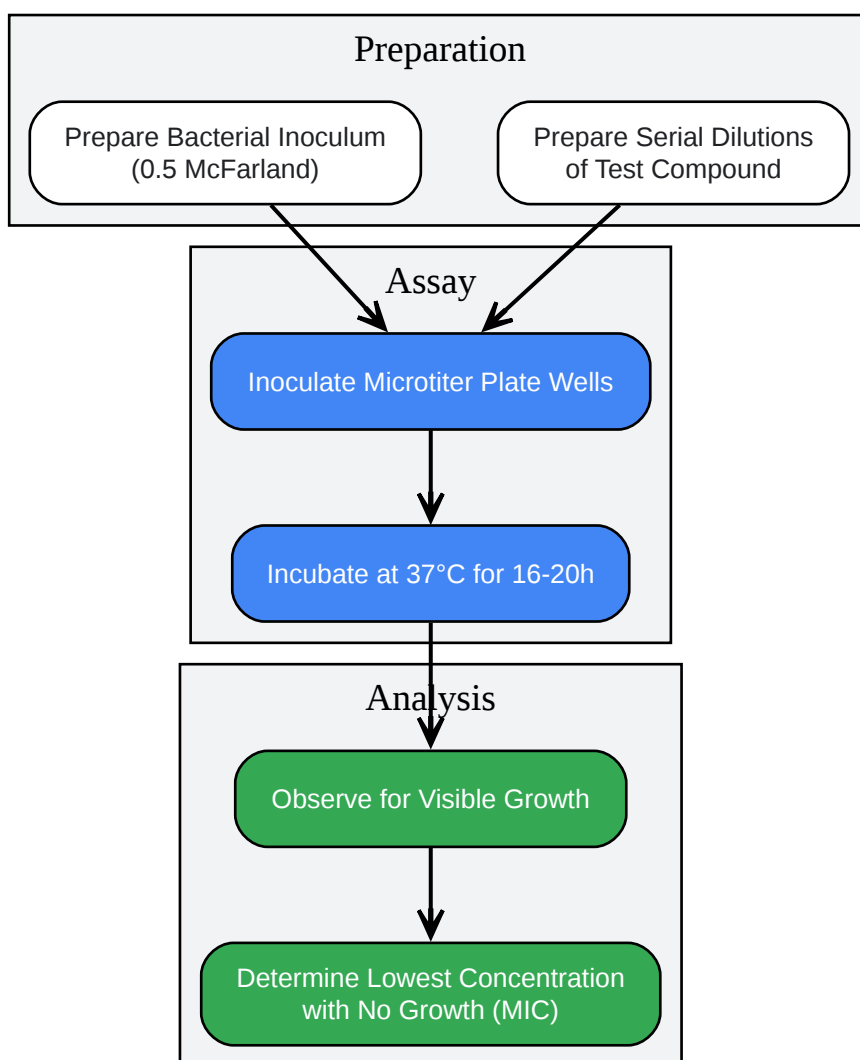 Preparation
Prepare Bacterial Inoculum
(0.5 McFarland)
Prepare Serial Dilutions
of Test Compound
Assay
Inoculate Microtiter Plate Wells
Incubate at 37°C for 16-20h
Analysis
Observe for Visible Growth
Determine Lowest Concentration
with No Growth (MIC)